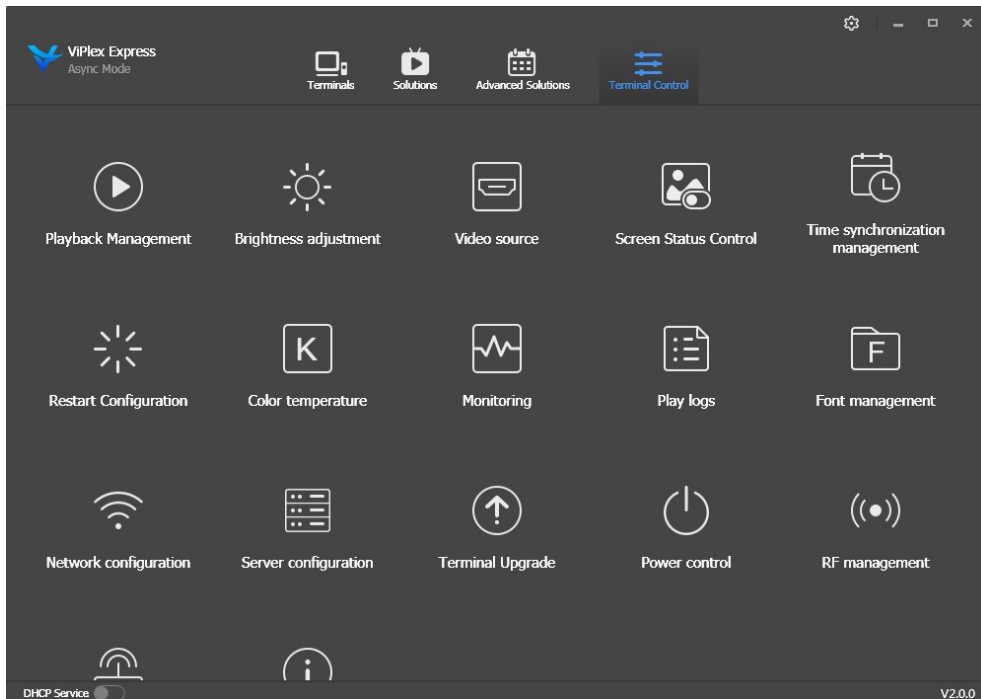 ViPlex Express
Async Mode
Terminals
Solutions
Advanced Solutions
Terminal Control
Playback Management
Brightness adjustment
Video source
Screen Status Control
Time synchronization
management
Restart Configuration
K
Color temperature
Monitoring
Play logs
F
Font management
Network configuration
Server configuration
Terminal Upgrade
Power control
RF management
DHCP Service
V2.0.0